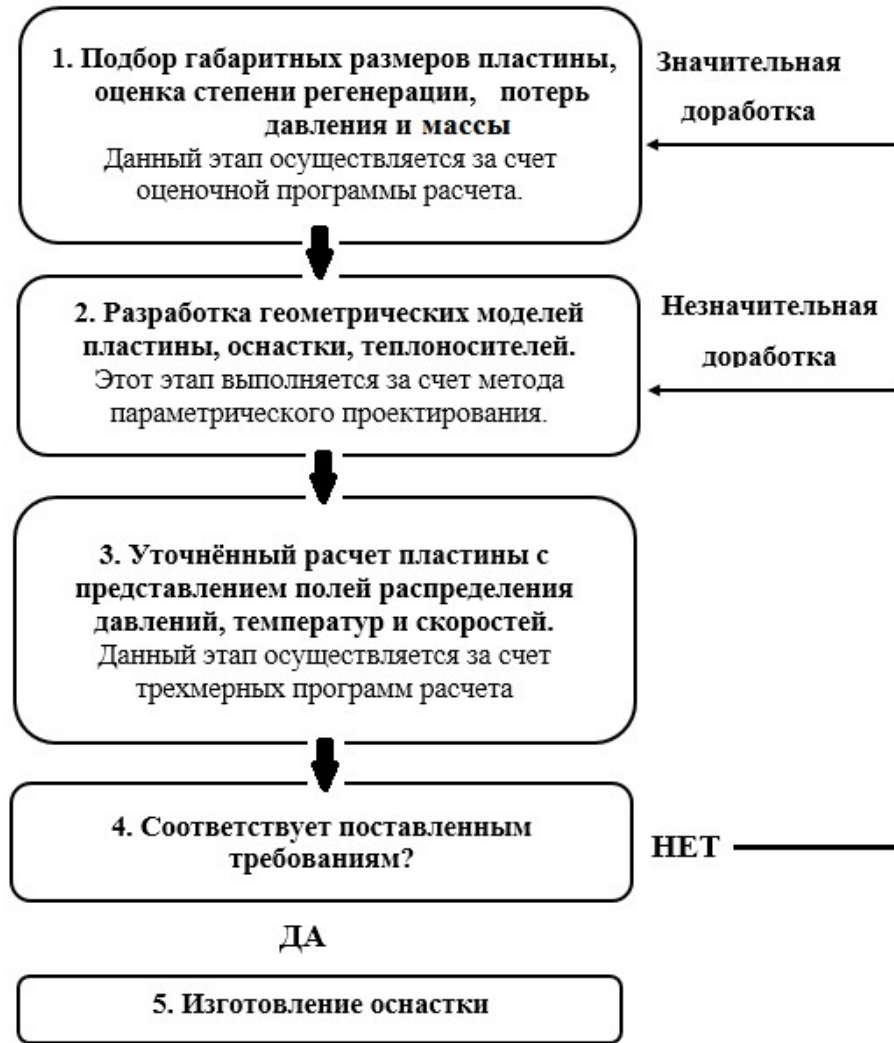 1. Подбор габаритных размеров пластины,
оценка степени регенерации, потерь
давления и массы
Данный этап осуществляется за счет
оценочной программы расчета.
Значительная
доработка
2. Разработка геометрических моделей
пластины, оснастки, теплоносителей.
Этот этап выполняется за счет метода
параметрического проектирования.
Незначительная
доработка
3. Уточнённый расчет пластины с
представлением полей распределения
давлений, температур и скоростей.
Данный этап осуществляется за счет
трехмерных программ расчета
4. Соответствует поставленным
требованиям?
НЕТ
ДА
5. Изготовление оснастки